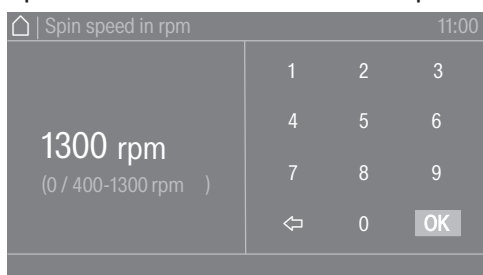 | Spin speed in rpm 11:00
1 2 3
4 5 6
1300 rpm
(0 / 400-1300 rpm )
7 8 9
0 OK